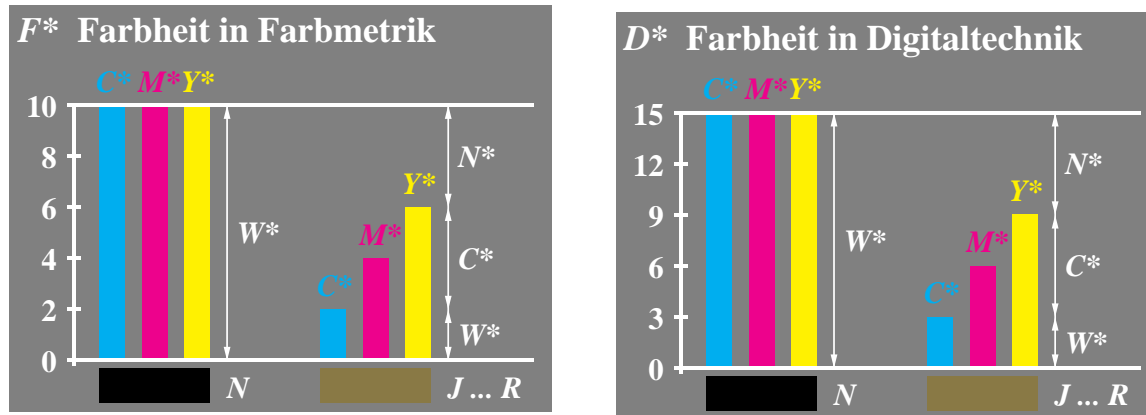 F* Farbheit in Farbmetrik
C* M* Y*
10
8
6
4
2
0
W*
C* M* Y*
N*
C*
W*
N
J ... R
D* Farbheit in Digitaltechnik
C* M* Y*
15
12
9
6
3
0
W*
C* M* Y*
N*
C*
W*
N
J ... R